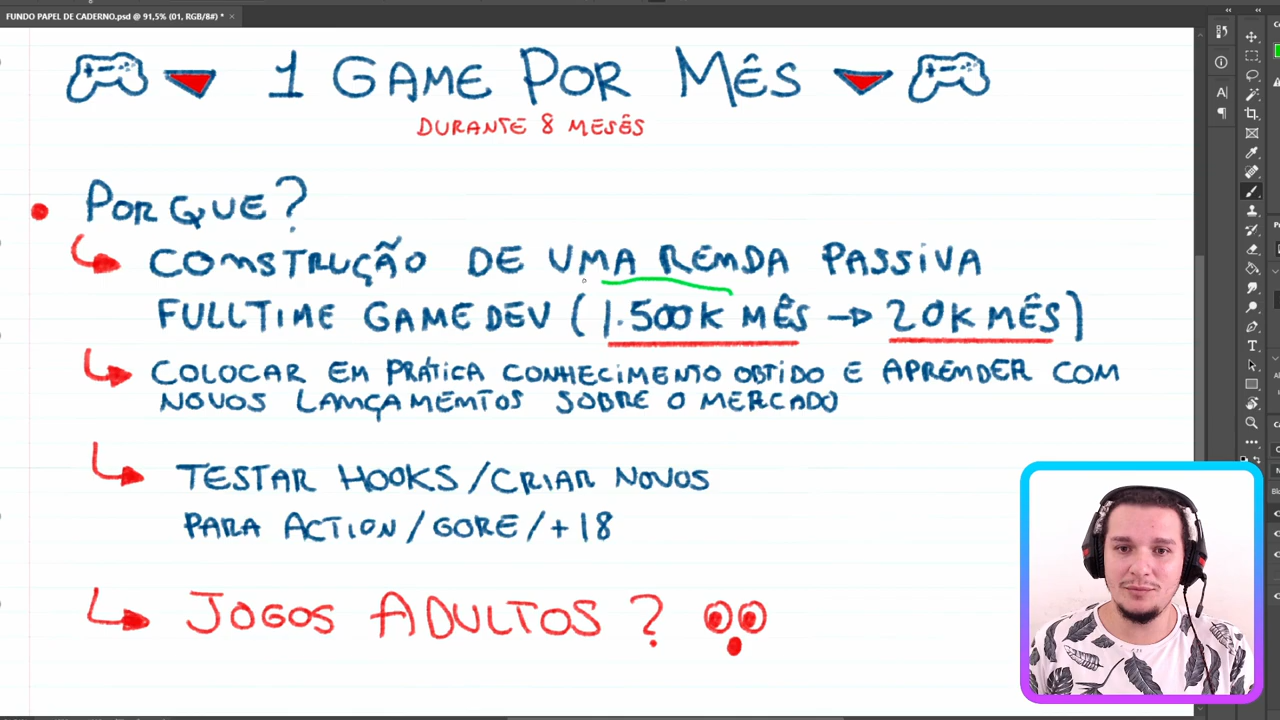 FUNDO PAPEL DE CADERNO.psd @ 91,5% (01, RGB/8#) *
1 GAME POR MÊS
DURANTE 8 MESÊS
PORQUE?
CONSTRUÇÃO DE UMA RENDA PASSIVA
FULLTIME GAMEDEV (1.500K MÊS → 20K MÊS)
COLOCAR EM PRÁTICA CONHECIMENTO OBTIDO E APRENDER COM
NOVOS LANÇAMENTOS SOBRE O MERCADO
TESTAR HOOKS/CRIAR NOVOS
PARA ACTION/GORE/+18
JOGOS ADULTOS?